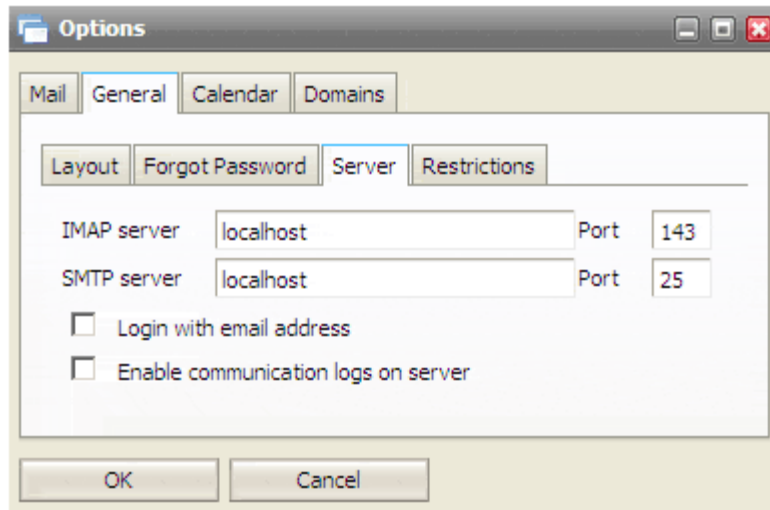 Options
Mail General Calendar Domains
Layout Forgot Password Server Restrictions
IMAP server localhost Port 143
SMTP server localhost Port 25
Login with email address
Enable communication logs on server
OK Cancel